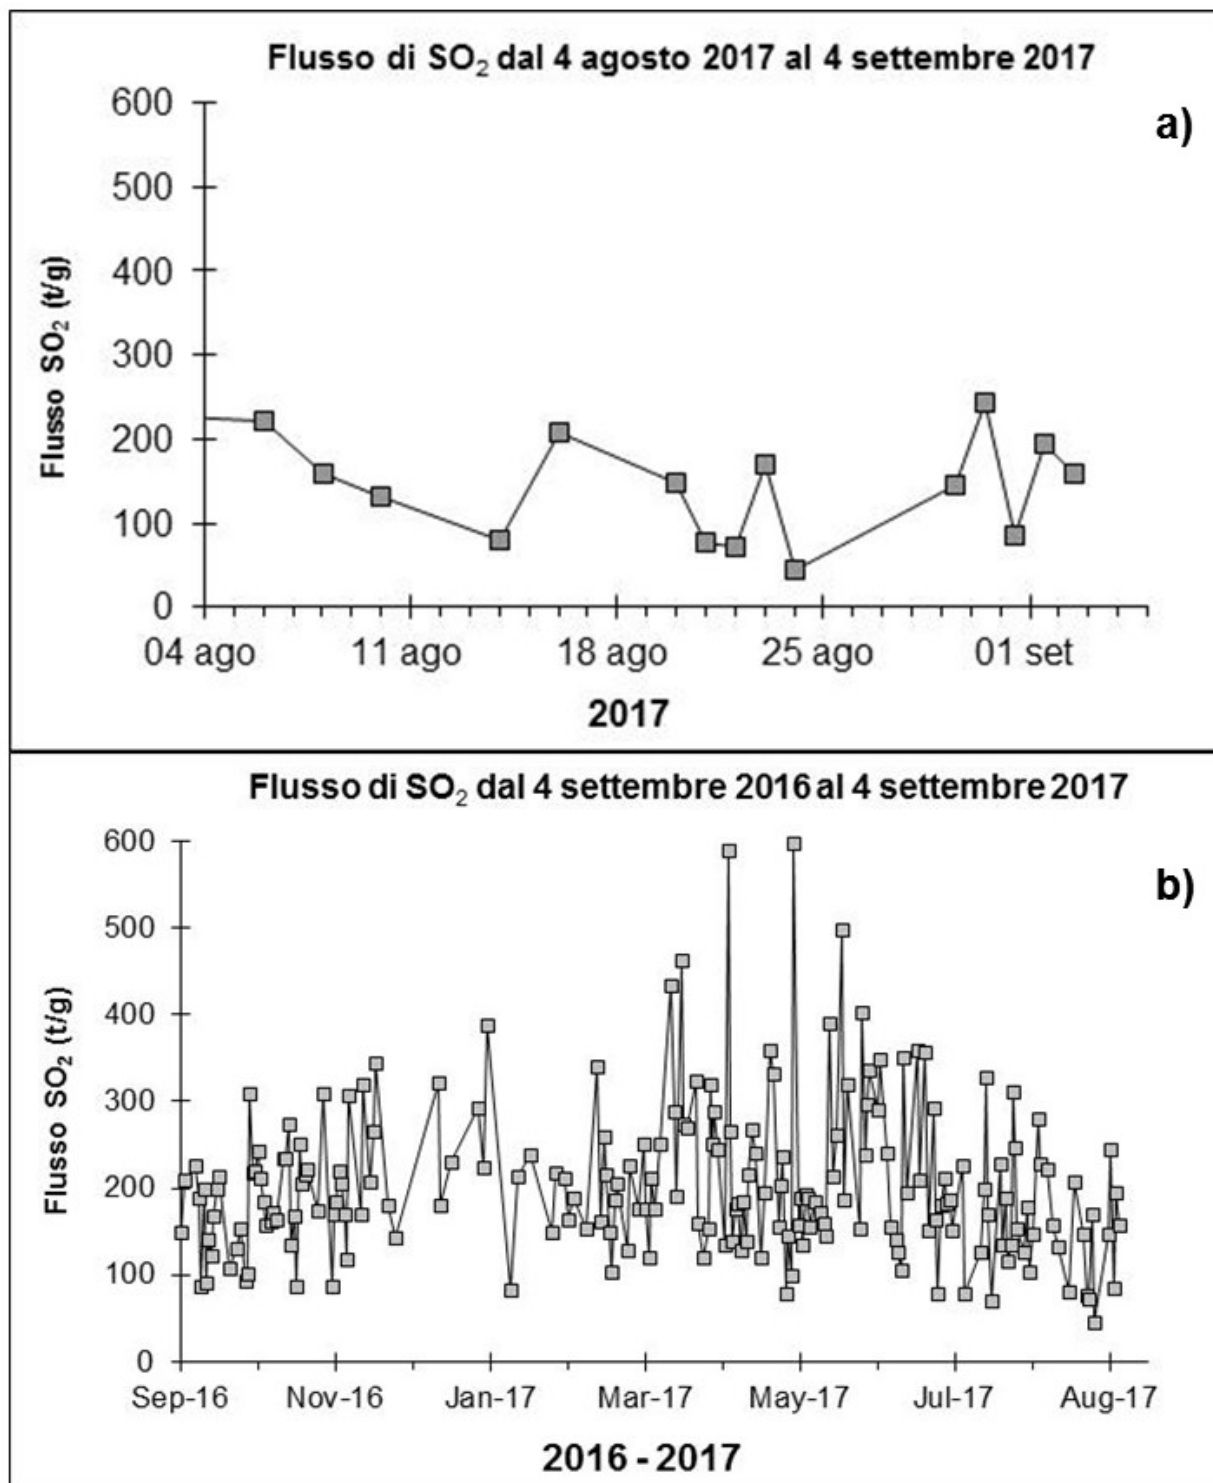 Flusso di SO₂ dal 4 agosto 2017 al 4 settembre 2017
a)
600
500
400
300
200
100
0
Flusso SO₂ (t/g)
04 ago 11 ago 18 ago 25 ago 01 set
2017
Flusso di SO₂ dal 4 settembre 2016 al 4 settembre 2017
b)
600
500
400
300
200
100
0
Flusso SO₂ (t/g)
Sep-16 Nov-16 Jan-17 Mar-17 May-17 Jul-17 Aug-17
2016 - 2017